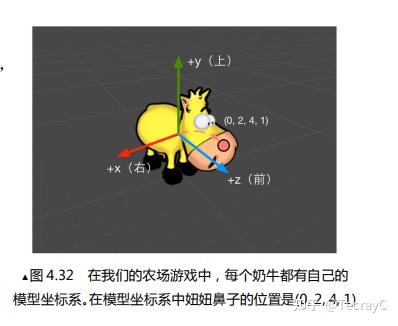 ,
+y（上）
(0, 2, 4, 1)
+x（右）
+z（前）
▲图 4.32 在我们的农场游戏中，每个奶牛都有自己的
模型坐标系。在模型坐标系中妞妞鼻子的位置是(0, 2, 4, 1)
知乎 @TecrayC